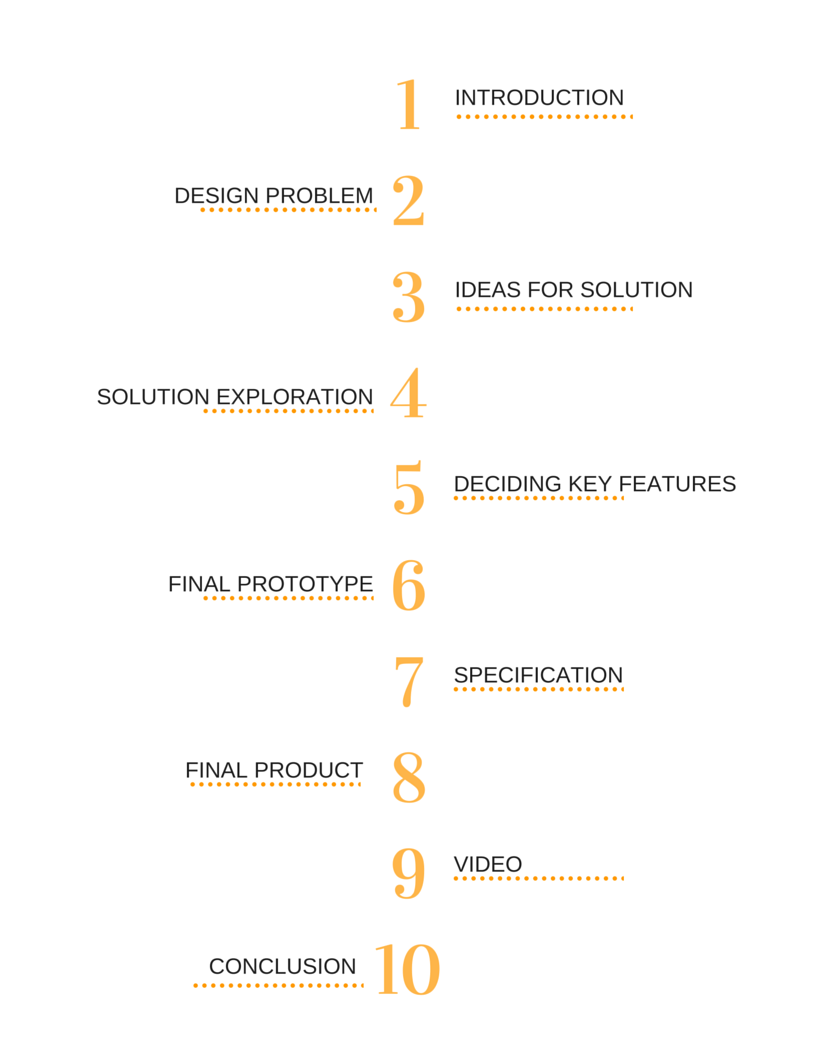 1 INTRODUCTION
DESIGN PROBLEM 2
3 IDEAS FOR SOLUTION
SOLUTION EXPLORATION 4
5 DECIDING KEY FEATURES
FINAL PROTOTYPE 6
7 SPECIFICATION
FINAL PRODUCT 8
9 VIDEO
CONCLUSION 10